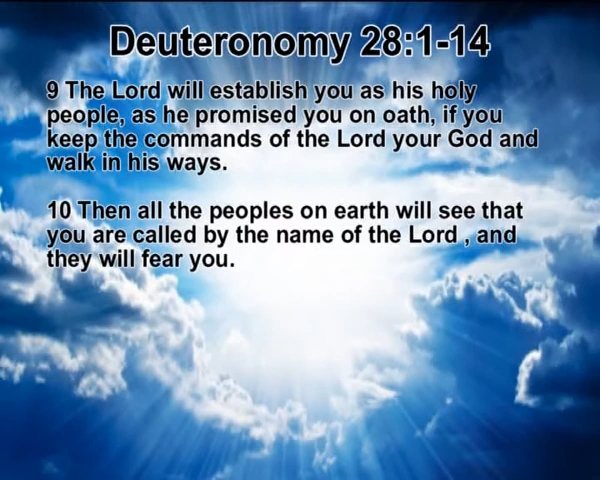 Deuteronomy 28:1-14
9 The Lord will establish you as his holy
people, as he promised you on oath, if you
keep the commands of the Lord your God and
walk in his ways.
10 Then all the peoples on earth will see that
you are called by the name of the Lord , and
they will fear you.